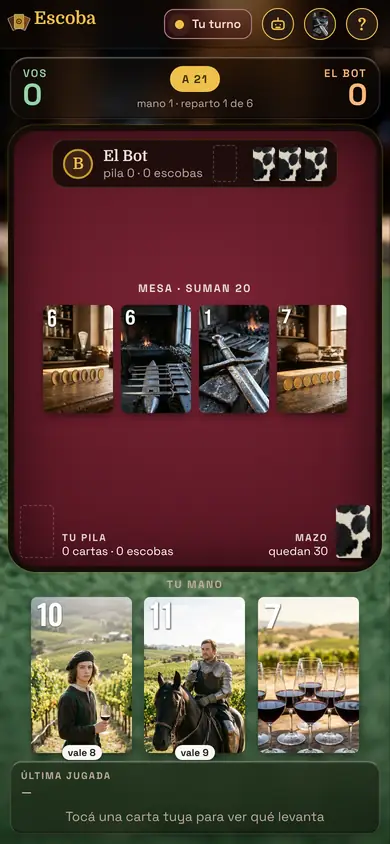 Escoba
Tu turno
?
VOS
0
A 21
mano 1 · reparto 1 de 6
EL BOT
0
B
El Bot
pila 0 · 0 escobas
MESA · SUMAN 20
6
6
1
7
TU PILA
0 cartas · 0 escobas
MAZO
quedan 30
TU MANO
10
11
7
vale 8
vale 9
ÚLTIMA JUGADA
—
Tocá una carta tuya para ver qué levanta